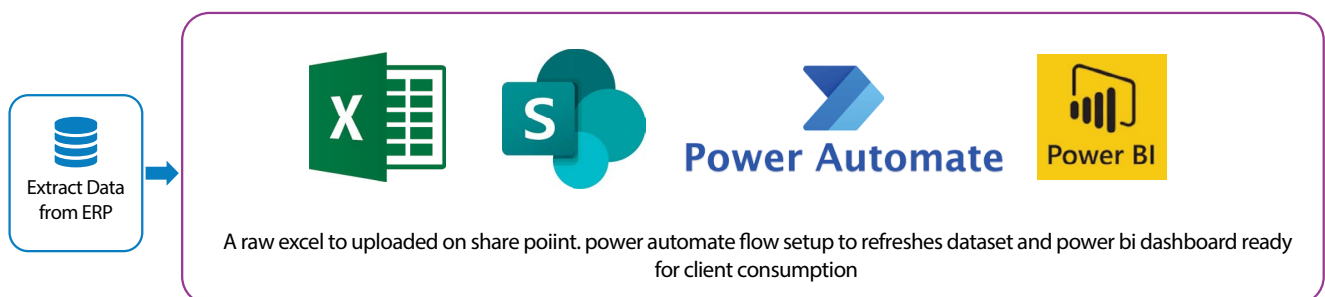 Extract Data
from ERP
X
S
Power Automate
Power BI
A raw excel to uploaded on share poiint. power automate flow setup to refreshes dataset and power bi dashboard ready
for client consumption